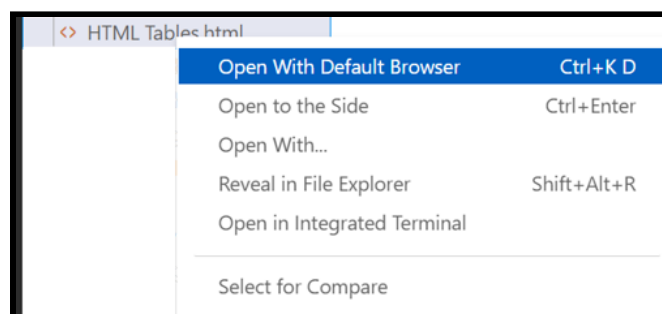 <> HTML Tables.html
Open With Default Browser Ctrl+K D
Open to the Side Ctrl+Enter
Open With...
Reveal in File Explorer Shift+Alt+R
Open in Integrated Terminal
Select for Compare